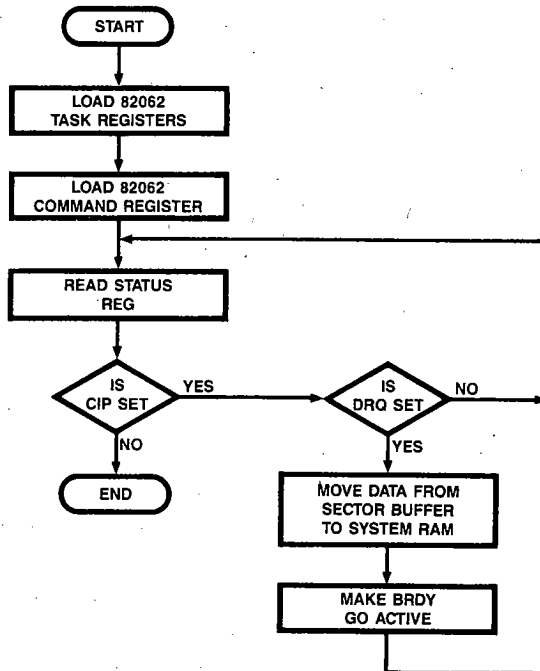 START
LOAD 82062
TASK REGISTERS
LOAD 82062
COMMAND REGISTER
READ STATUS
REG
IS
CIP SET
YES
NO
END
IS
DRQ SET
NO
YES
MOVE DATA FROM
SECTOR BUFFER
TO SYSTEM RAM
MAKE BRDY
GO ACTIVE